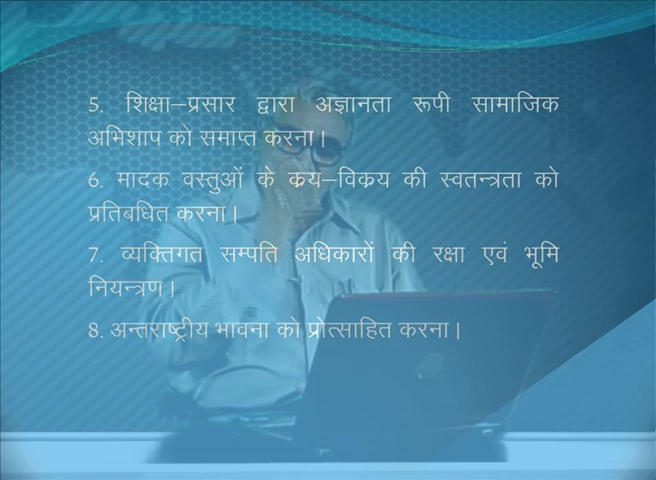 5. शिक्षा–प्रसार द्वारा अज्ञानता रूपी सामाजिक
अभिशाप को समाप्त करना।
6. मादक वस्तुओं के क्रय–विक्रय की स्वतन्त्रता को
प्रतिबधित करना।
7. व्यक्तिगत सम्पति अधिकारों की रक्षा एवं भूमि
नियन्त्रण।
8. अन्तराष्ट्रीय भावना को प्रोत्साहित करना।